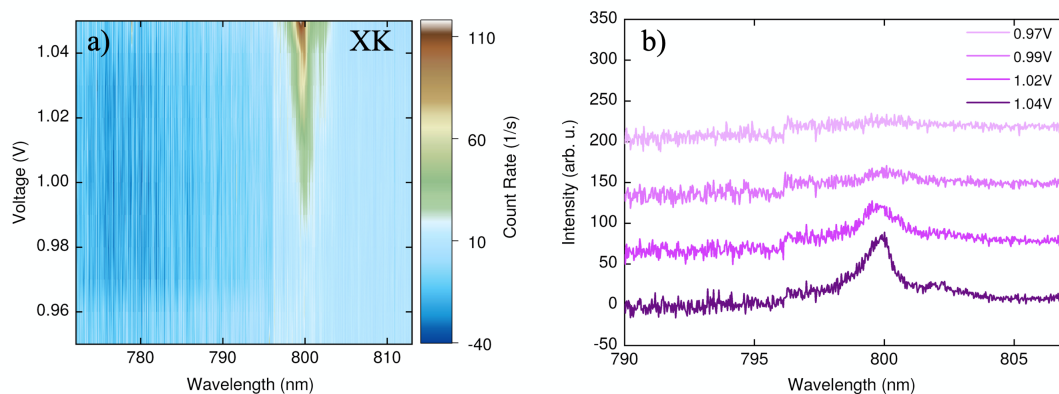 a)
XK
1.04
1.02
1.00
0.98
0.96
Voltage (V)
780
790
800
810
Wavelength (nm)
110
60
10
-40
Count Rate (1/s)
b)
350
300
250
200
150
100
50
0
-50
Intensity (arb. u.)
790
795
800
805
Wavelength (nm)
0.97V
0.99V
1.02V
1.04V